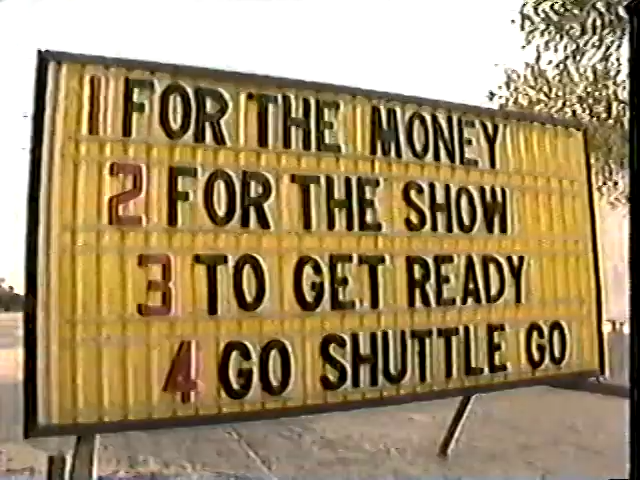 1 FOR THE MONEY
2 FOR THE SHOW
3 TO GET READY
4 GO SHUTTLE GO